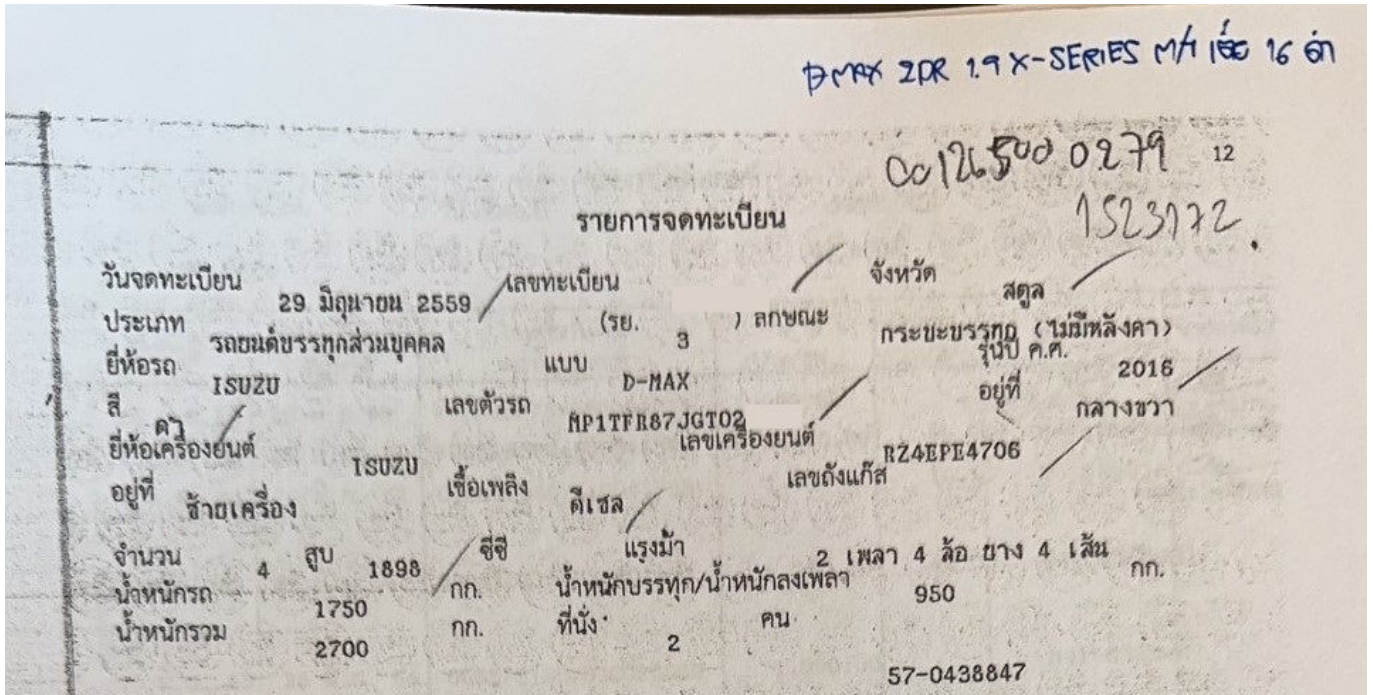 D-MAX 2DR 1.9 X-SERIES M/T เอ็ม 16 ดำ
001265000279 12
1523172.
รายการจดทะเบียน
วันจดทะเบียน 29 มิถุนายน 2559 เลขทะเบียน จังหวัด สตูล
ประเภท รถยนต์บรรทุกส่วนบุคคล (รย. 3 ) ลักษณะ กระบะบรรทุก (ไม่มีหลังคา)
ยี่ห้อรถ ISUZU แบบ D-MAX รุ่นปี ค.ศ. 2016
สี ดำ เลขตัวรถ MP1TFR87JGT02 อยู่ที่ กลางขวา
ยี่ห้อเครื่องยนต์ ISUZU เลขเครื่องยนต์ RZ4EPE4706
อยู่ที่ ซ้ายเครื่อง เชื้อเพลิง ดีเซล เลขถังแก๊ส
จำนวน 4 สูบ 1898 ซีซี แรงม้า 2 เพลา 4 ล้อ ยาง 4 เส้น
น้ำหนักรถ 1750 กก. น้ำหนักบรรทุก/น้ำหนักลงเพลา 950 กก.
น้ำหนักรวม 2700 กก. ที่นั่ง 2 คน
57-0438847